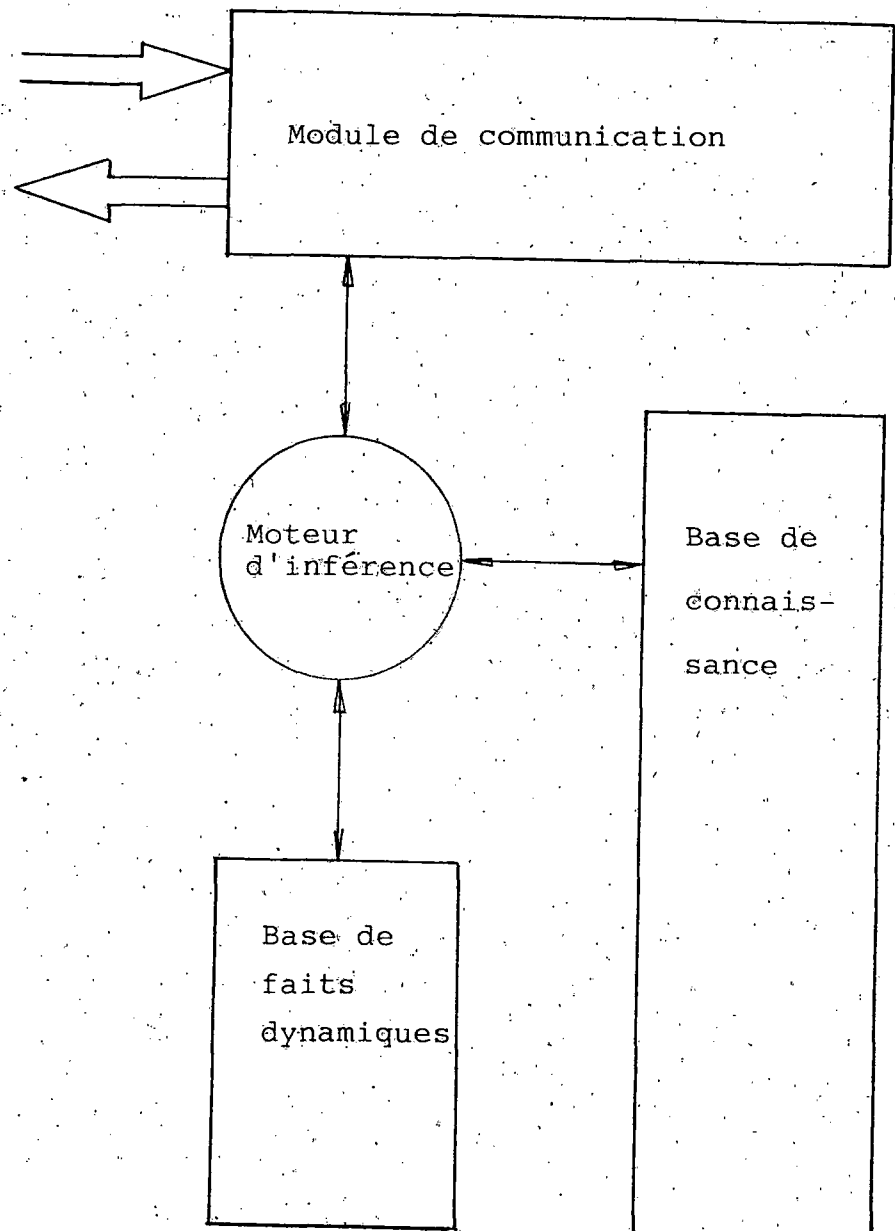 Module de communication
Moteur
d'inférence
Base de
connais-
sance
Base de
faits
dynamiques